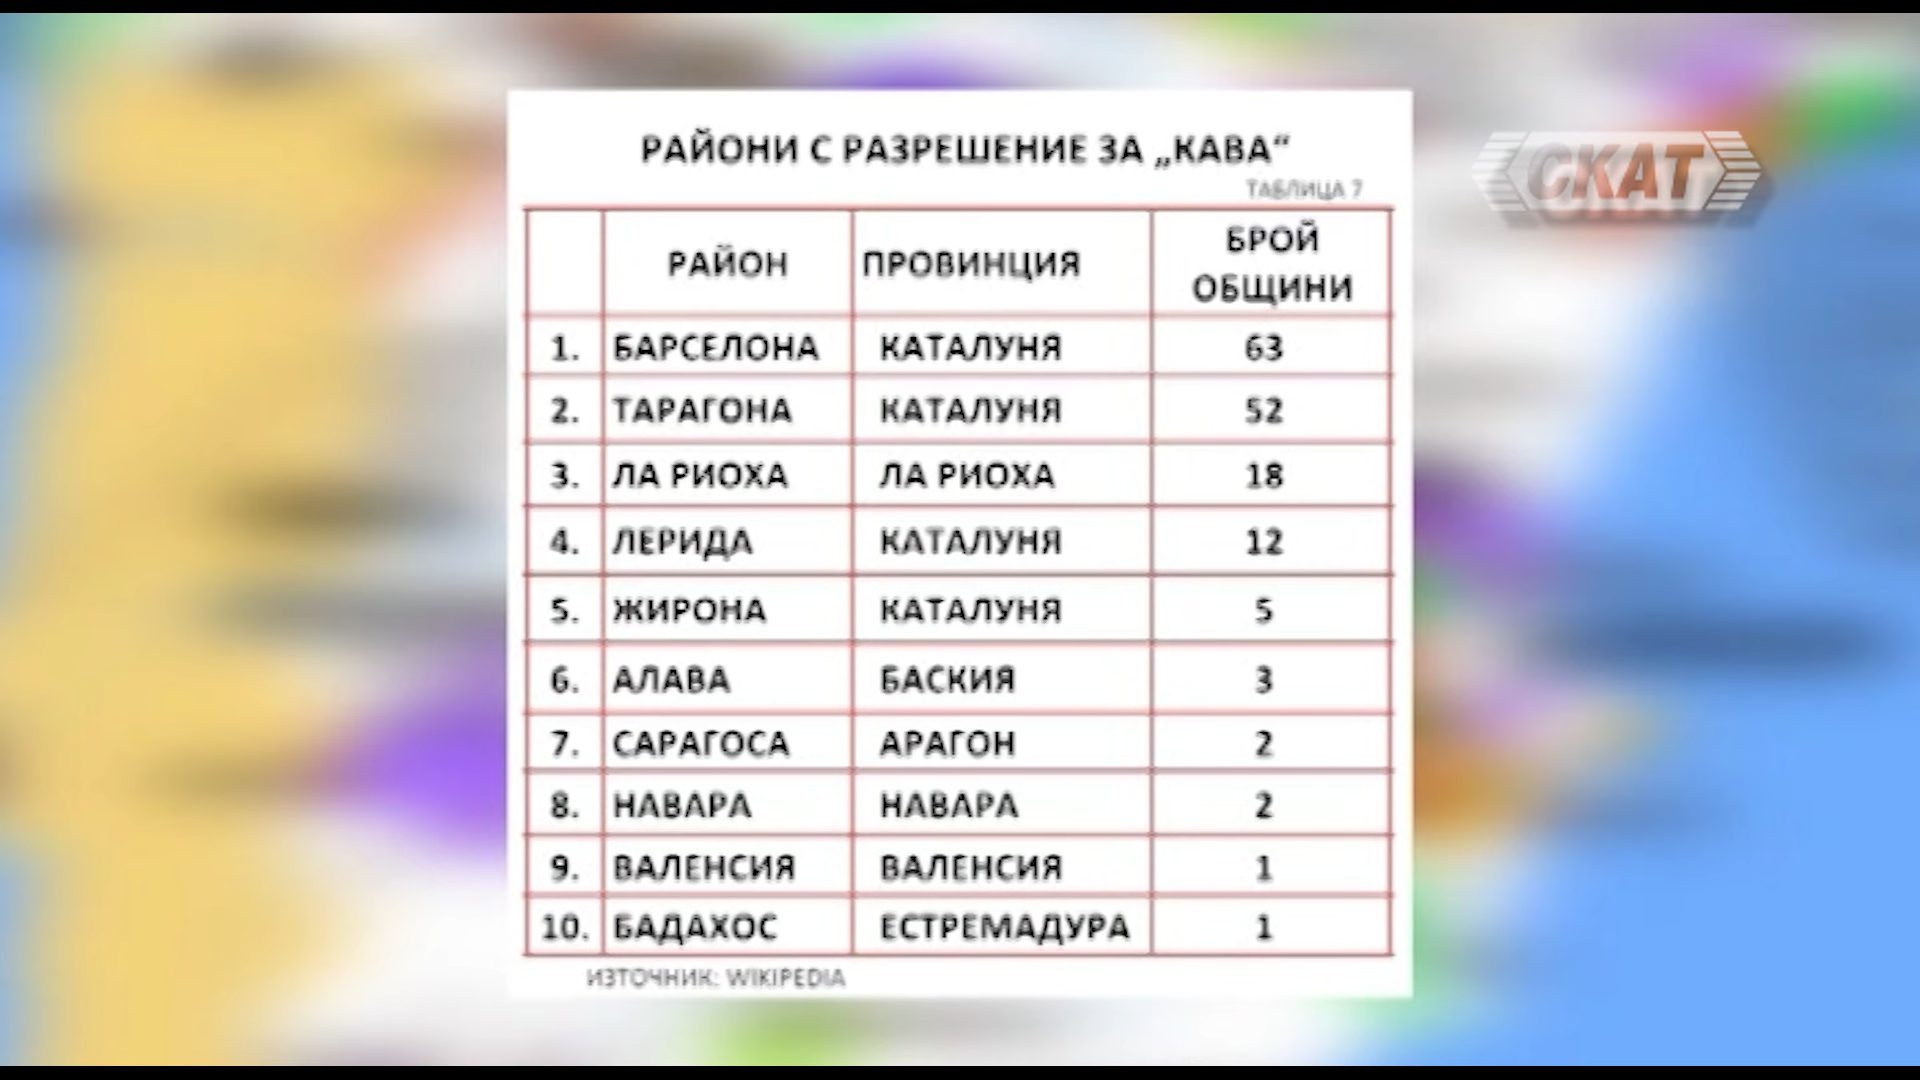 РАЙОНИ С РАЗРЕШЕНИЕ ЗА „КАВА“
ТАБЛИЦА 7
СКАТ
РАЙОН ПРОВИНЦИЯ БРОЙ ОБЩИНИ
1. БАРСЕЛОНА КАТАЛУНЯ 63
2. ТАРАГОНА КАТАЛУНЯ 52
3. ЛА РИОХА ЛА РИОХА 18
4. ЛЕРИДА КАТАЛУНЯ 12
5. ЖИРОНА КАТАЛУНЯ 5
6. АЛАВА БАСКИЯ 3
7. САРАГОСА АРАГОН 2
8. НАВАРА НАВАРА 2
9. ВАЛЕНСИЯ ВАЛЕНСИЯ 1
10. БАДАХОС ЕСТРЕМАДУРА 1
ИЗТОЧНИК: WIKIPEDIA